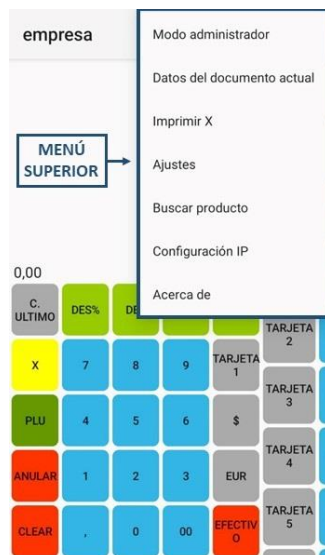 empresa
Modo administrador
Datos del documento actual
Imprimir X
MENÚ
SUPERIOR
Ajustes
Buscar producto
Configuración IP
Acerca de
0,00
C.
ULTIMO
DES%
TARJETA
2
X
7
8
9
TARJETA
1
TARJETA
3
PLU
4
5
6
$
TARJETA
4
ANULAR
1
2
3
EUR
TARJETA
5
CLEAR
,
0
00
EFECTIV
O